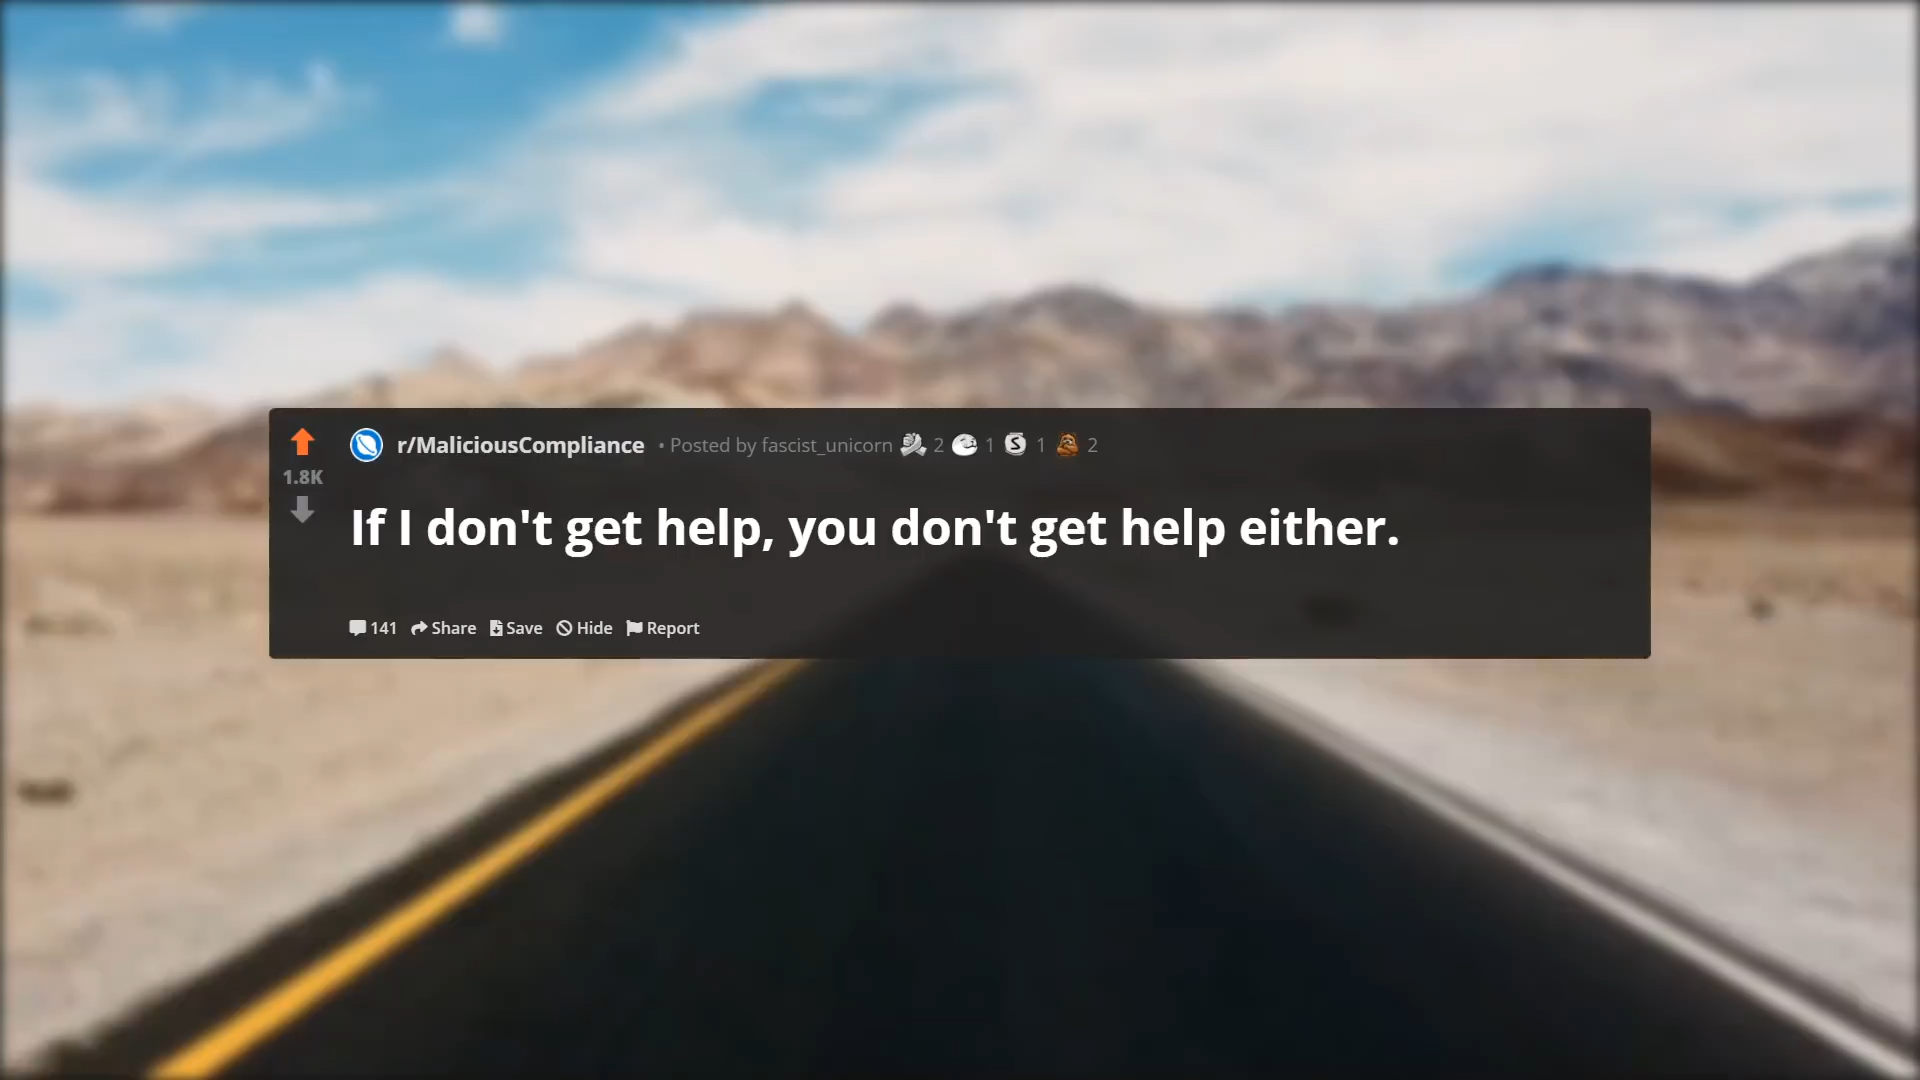 r/MaliciousCompliance • Posted by fascist_unicorn 2 1 S 1 2
1.8K
If I don't get help, you don't get help either.
141 Share Save Hide Report